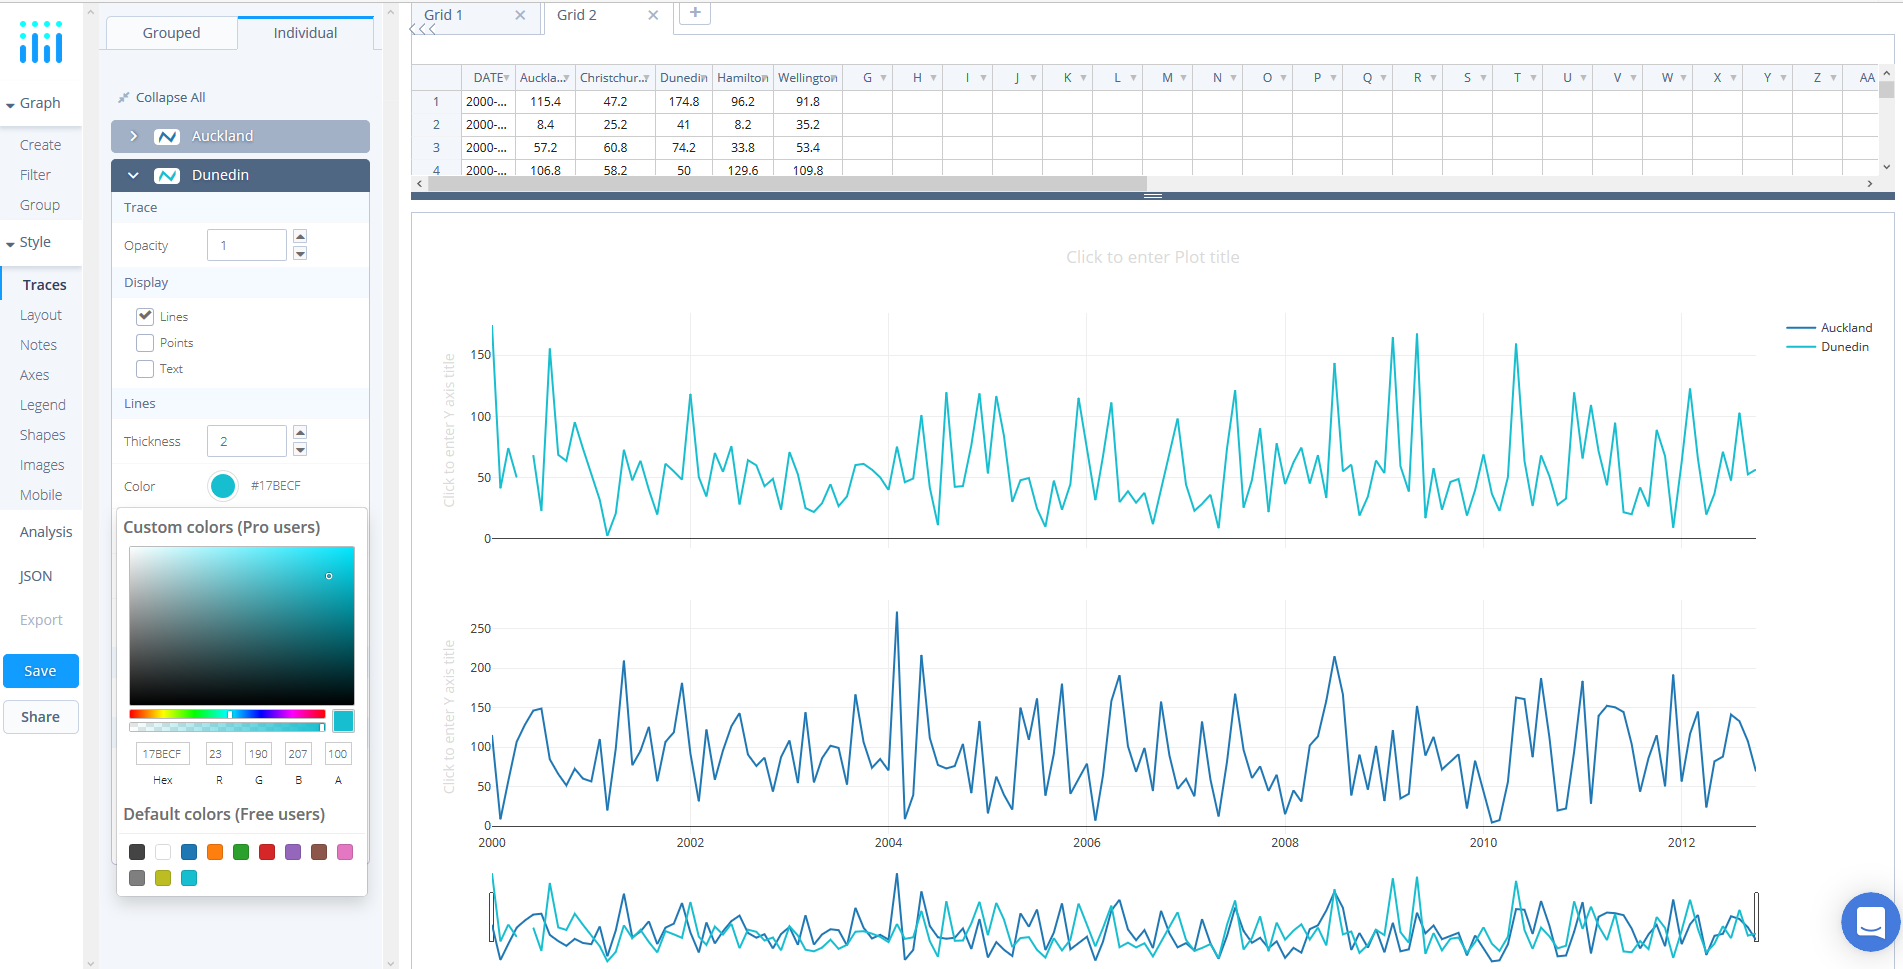 Grouped
Individual
Collapse All
Graph
Create
Filter
Group
Style
Traces
Layout
Notes
Axes
Legend
Shapes
Images
Mobile
Analysis
JSON
Export
Save
Share
Auckland
Dunedin
Trace
Opacity 1
Display
Lines
Points
Text
Lines
Thickness 2
Color #17BECF
Custom colors (Pro users)
17BECF 23 190 207 100
Hex R G B A
Default colors (Free users)
Grid 1 Grid 2 +
DATE Auckla... Christchur... Dunedin Hamilton Wellington G H I J K L M N O P Q R S T U V W X Y Z AA
1 2000-... 115.4 47.2 174.8 96.2 91.8
2 2000-... 8.4 25.2 41 8.2 35.2
3 2000-... 57.2 60.8 74.2 33.8 53.4
4 2000-... 106.8 58.2 50 129.6 109.8
Click to enter Plot title
Auckland
Dunedin
Click to enter Y axis title
150
100
50
0
Click to enter Y axis title
250
200
150
100
50
0
2000 2002 2004 2006 2008 2010 2012